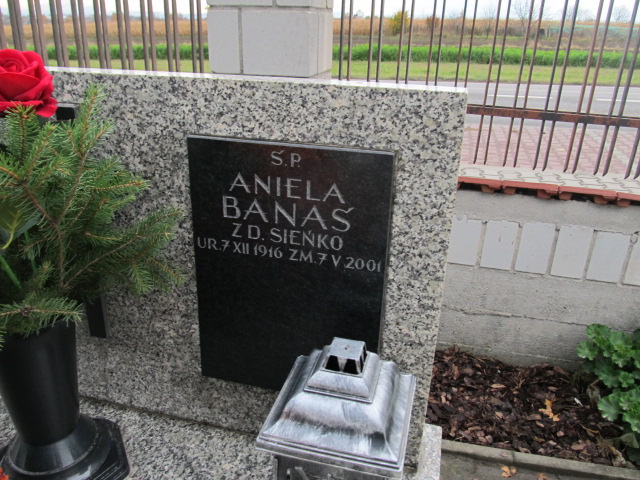 Ś.P.
ANIELA
BANAŚ
Z D. SIEŃKO
UR.7 XII 1916 ZM.7 V 2001